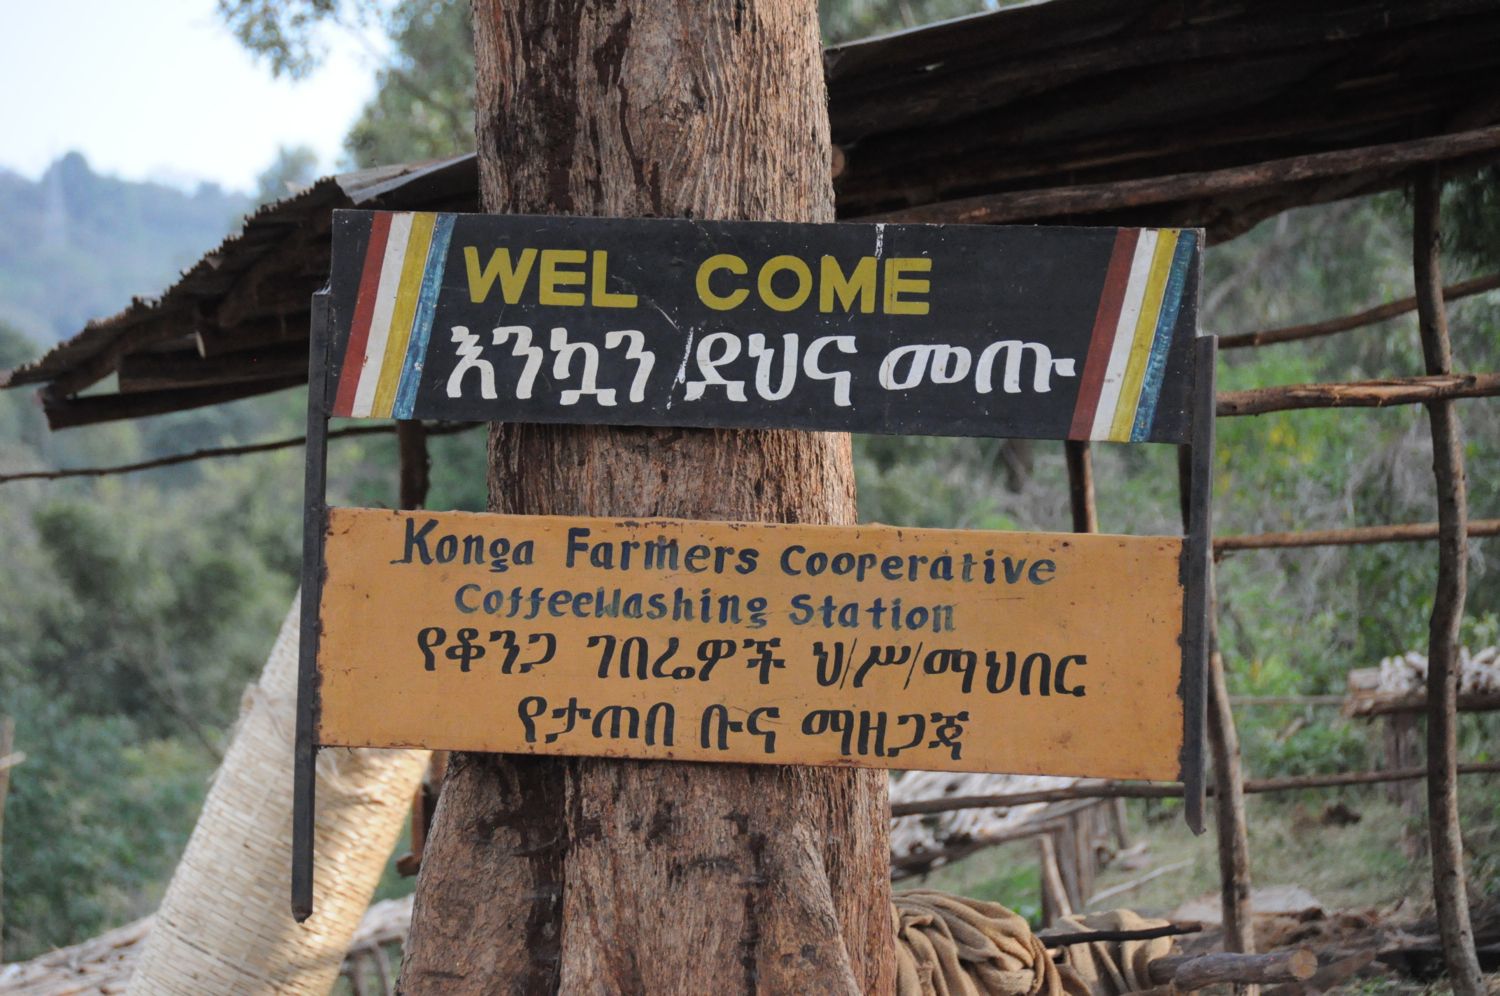 WEL COME
እንኳን ደህና መጡ
Konga Farmers Cooperative
CoffeeWashing Station
የቆንጋ ገበሬዎች ህ/ሥ/ማህበር
የታጠበ ቡና ማዘጋጃ